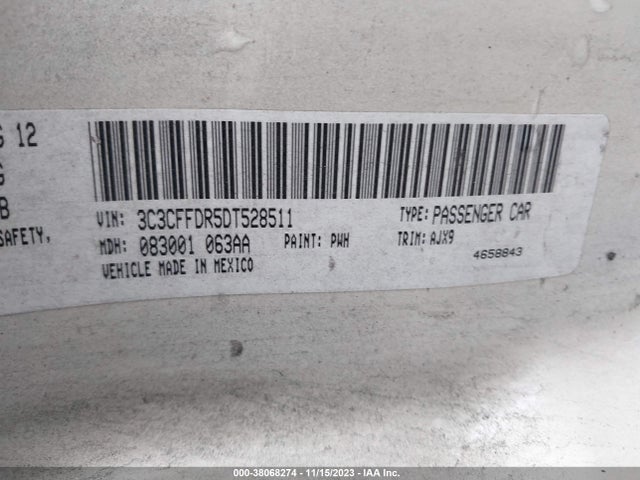 G 12
B
SAFETY,
VIN: 3C3CFFDR5DT528511 TYPE: PASSENGER CAR
MDH: 083001 063AA PAINT: PWH TRIM: AJX9
VEHICLE MADE IN MEXICO 4658843
000-38068274 - 11/15/2023 - IAA Inc.